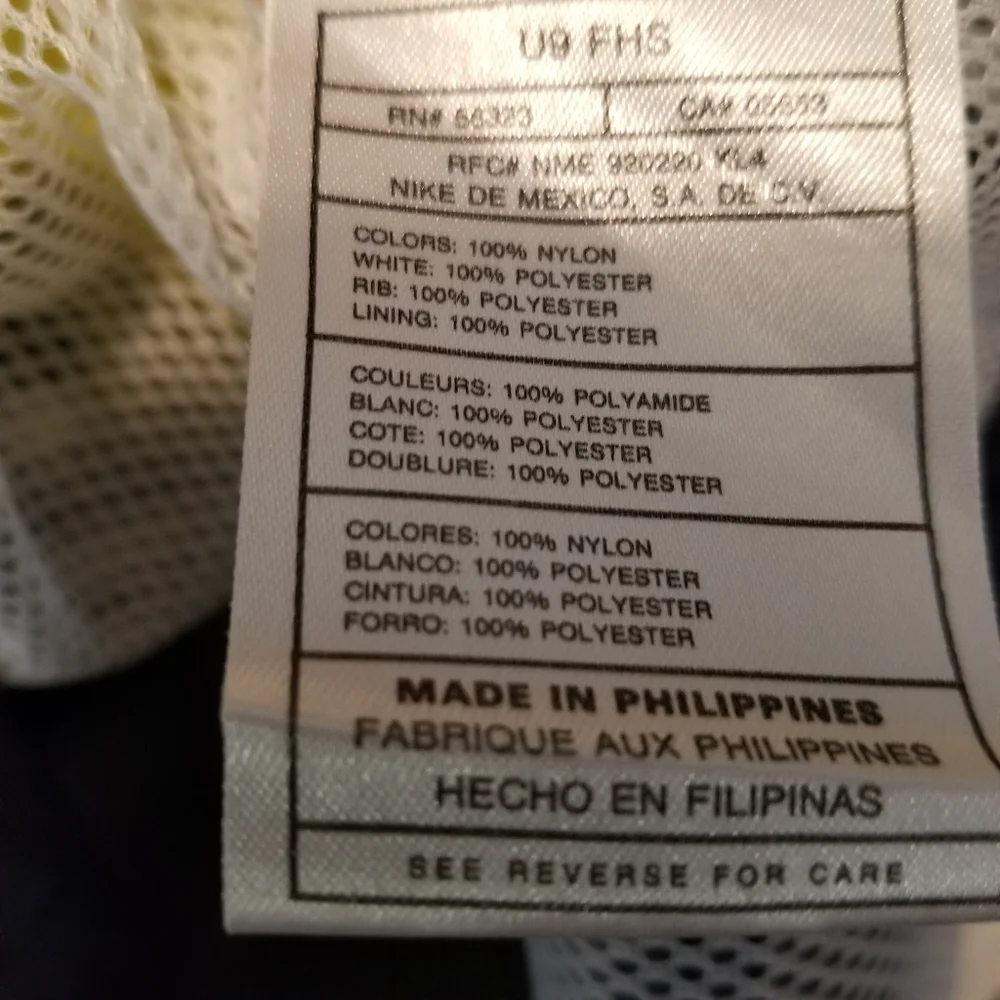 U9 FHS
RN# 56323 CA# 05553
RFC# NME 920220 KL4
NIKE DE MEXICO, S.A. DE C.V.
COLORS: 100% NYLON
WHITE: 100% POLYESTER
RIB: 100% POLYESTER
LINING: 100% POLYESTER
COULEURS: 100% POLYAMIDE
BLANC: 100% POLYESTER
COTE: 100% POLYESTER
DOUBLURE: 100% POLYESTER
COLORES: 100% NYLON
BLANCO: 100% POLYESTER
CINTURA: 100% POLYESTER
FORRO: 100% POLYESTER
MADE IN PHILIPPINES
FABRIQUE AUX PHILIPPINES
HECHO EN FILIPINAS
SEE REVERSE FOR CARE